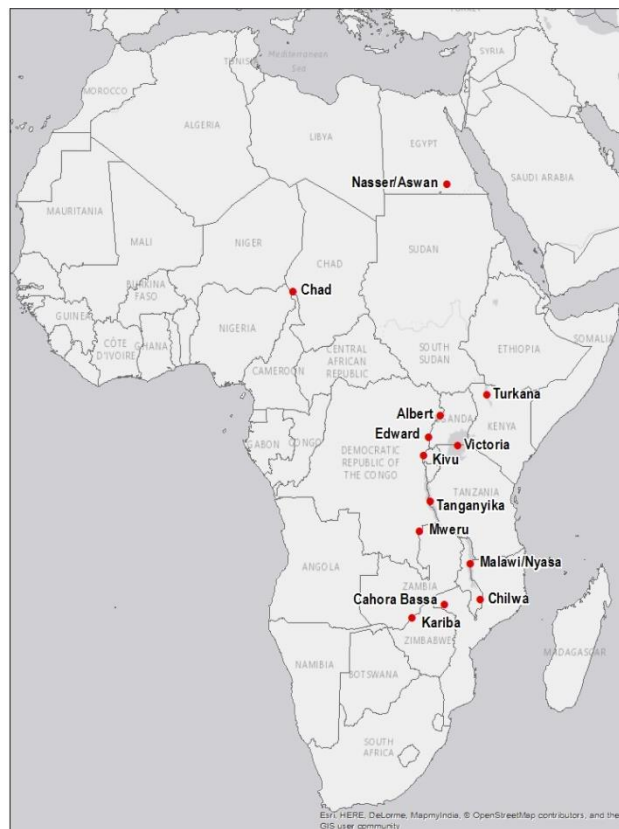 TURKEY
Mediterranean
Sea
SYRIA
TUNISIA
MOROCCO
ALGERIA
LIBYA
EGYPT
Nasser/Aswan
SAUDI ARABIA
MAURITANIA
MALI
NIGER
CHAD
SUDAN
Chad
BURKINA
FASO
GUINEA
NIGERIA
CÔTE
D'IVOIRE
GHANA
CENTRAL
AFRICAN
REPUBLIC
SOUTH
SUDAN
ETHIOPIA
SOMALIA
CAMEROON
Turkana
Albert
UGANDA
KENYA
Edward
Victoria
GABON
CONGO
DEMOCRATIC
REPUBLIC OF
THE CONGO
Kivu
TANZANIA
Tanganyika
Mweru
ANGOLA
Malawi/Nyasa
ZAMBIA
Cahora Bassa
Chilwa
Kariba
ZIMBABWE
MADAGASCAR
NAMIBIA
BOTSWANA
SOUTH
AFRICA
Esri, HERE, DeLorme, MapmyIndia, © OpenStreetMap contributors, and the
GIS user community